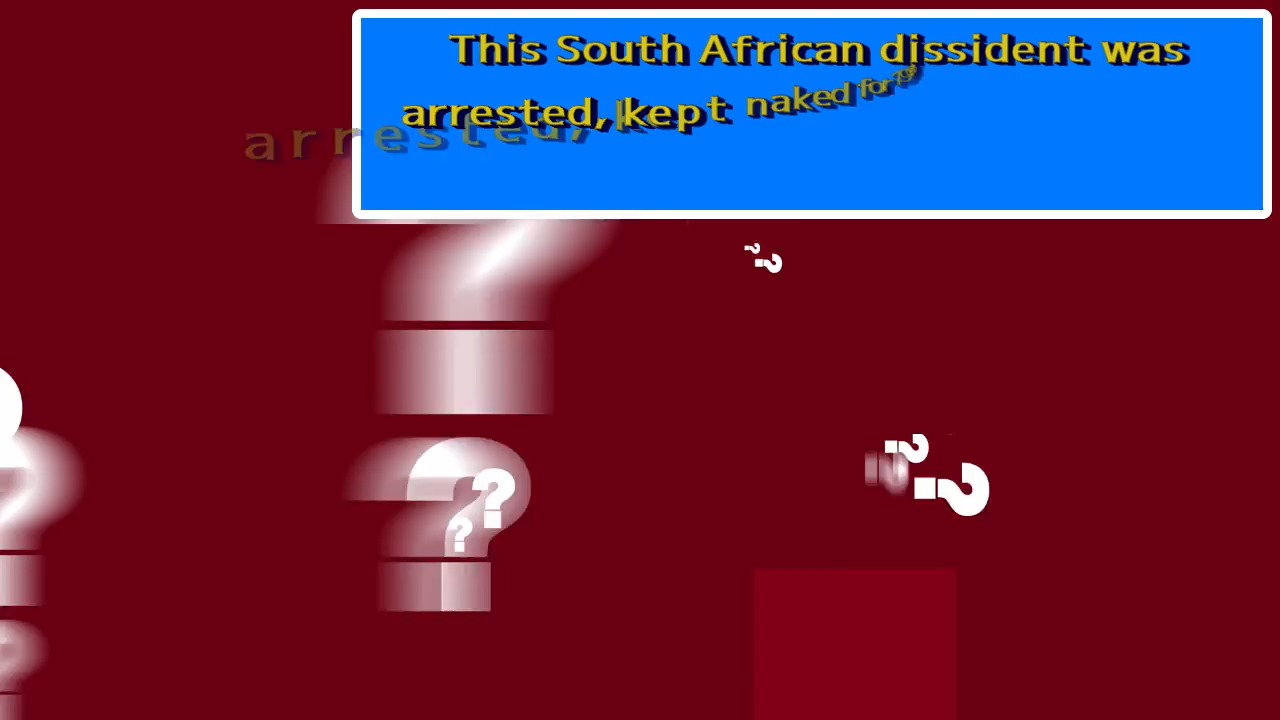 This South African dissident was
arrested, kept naked for